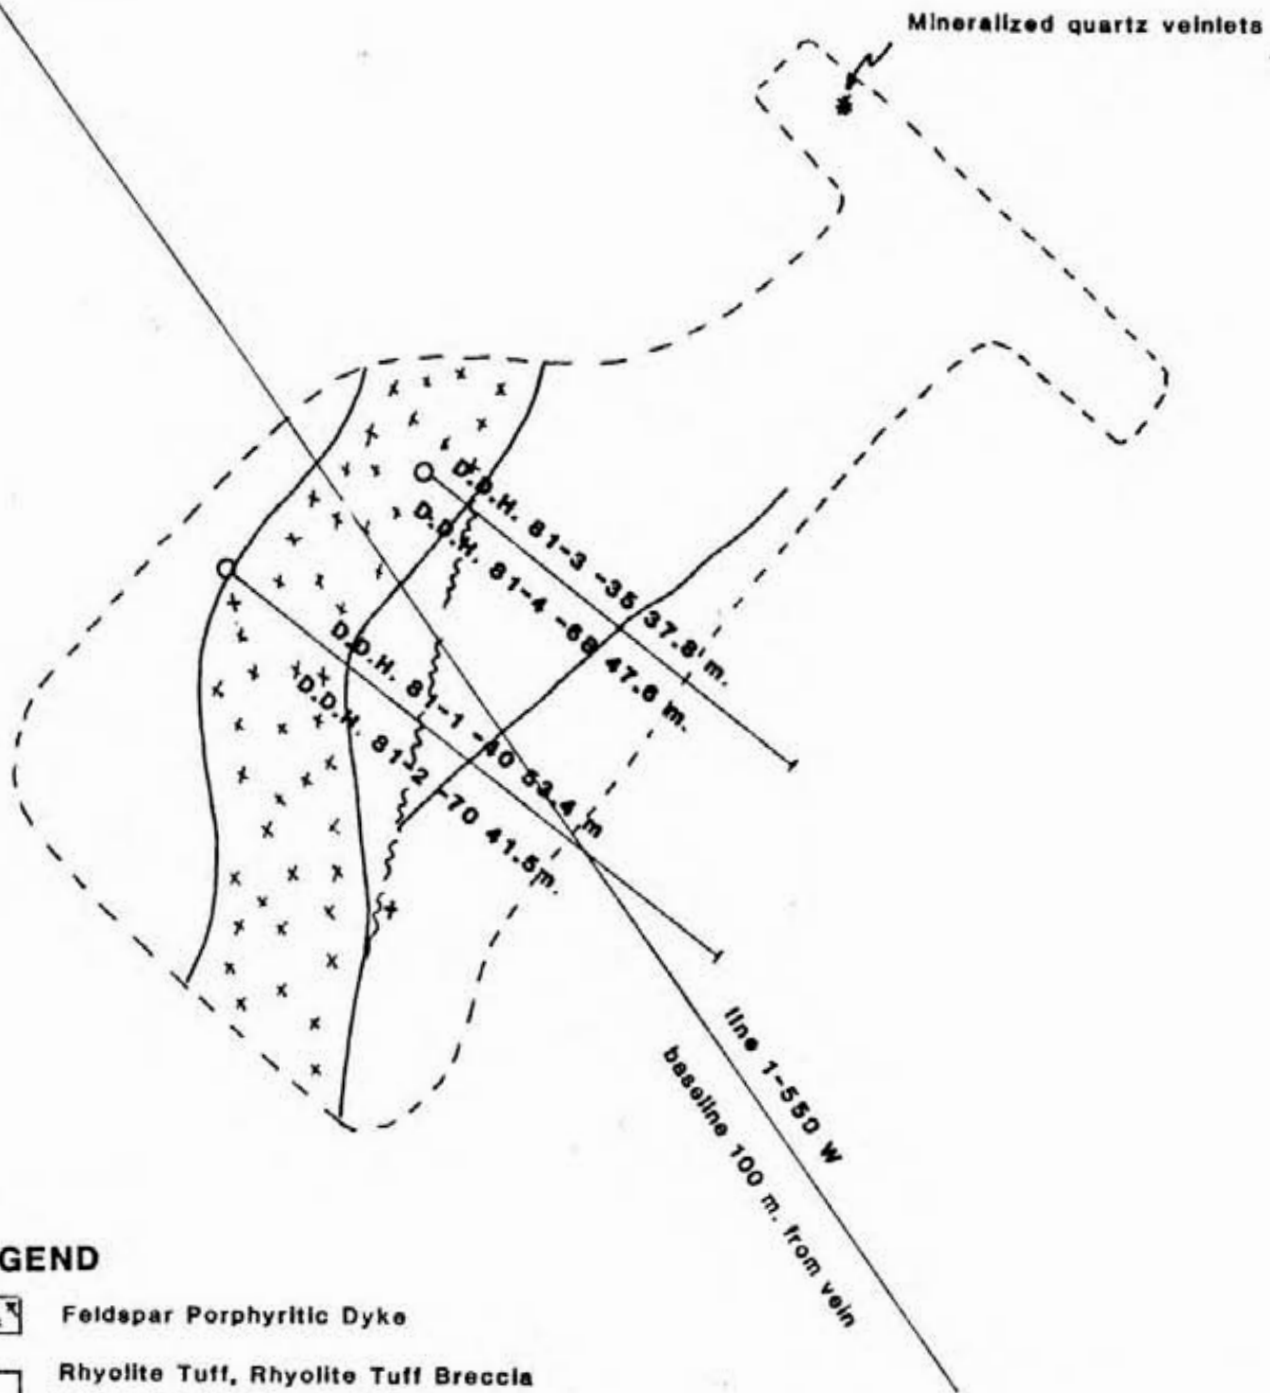 Mineralized quartz veinlets
D.D.H. 81-3 -35 37.8 m.
D.D.H. 81-4 -68 47.6 m.
D.D.H. 81-1 -40 53.4 m
D.D.H. 81-2 -70 41.5m.
line 1-550 W
baseline 100 m. from vein
GEND
Feldspar Porphyritic Dyke
Rhyolite Tuff, Rhyolite Tuff Breccia